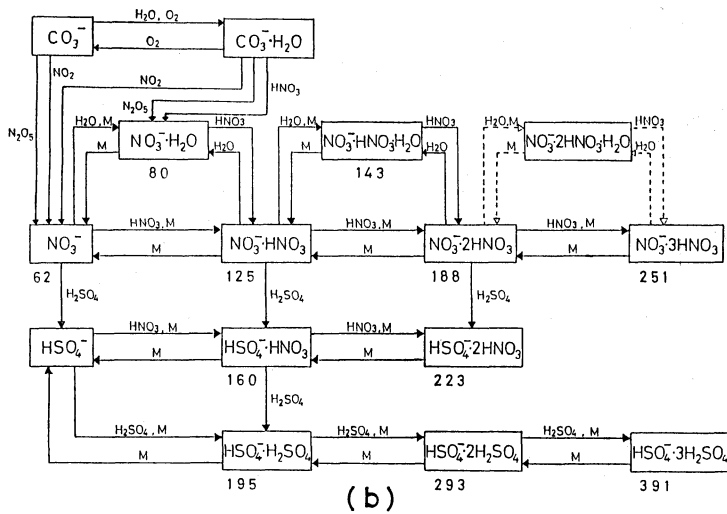 H₂O, O₂
CO₃⁻ CO₃⁻·H₂O
O₂
NO₂ NO₂ HNO₃
N₂O₅ N₂O₅
H₂O,M NO₃⁻·H₂O HNO₃ H₂O,M NO₃⁻·HNO₃H₂O HNO₃ H₂O,M NO₃⁻·2HNO₃·H₂O HNO₃
M H₂O M H₂O M H₂O
80 143
HNO₃, M HNO₃, M HNO₃, M
NO₃⁻ NO₃⁻·HNO₃ NO₃⁻·2HNO₃ NO₃⁻·3HNO₃
M M M
62 125 188 251
H₂SO₄ H₂SO₄ H₂SO₄
HNO₃, M HNO₃, M
HSO₄⁻ HSO₄⁻·HNO₃ HSO₄⁻·2HNO₃
M M
160 223
H₂SO₄
H₂SO₄, M H₂SO₄, M H₂SO₄, M
HSO₄⁻·H₂SO₄ HSO₄⁻·2H₂SO₄ HSO₄⁻·3H₂SO₄
M M M
195 293 391
(b)